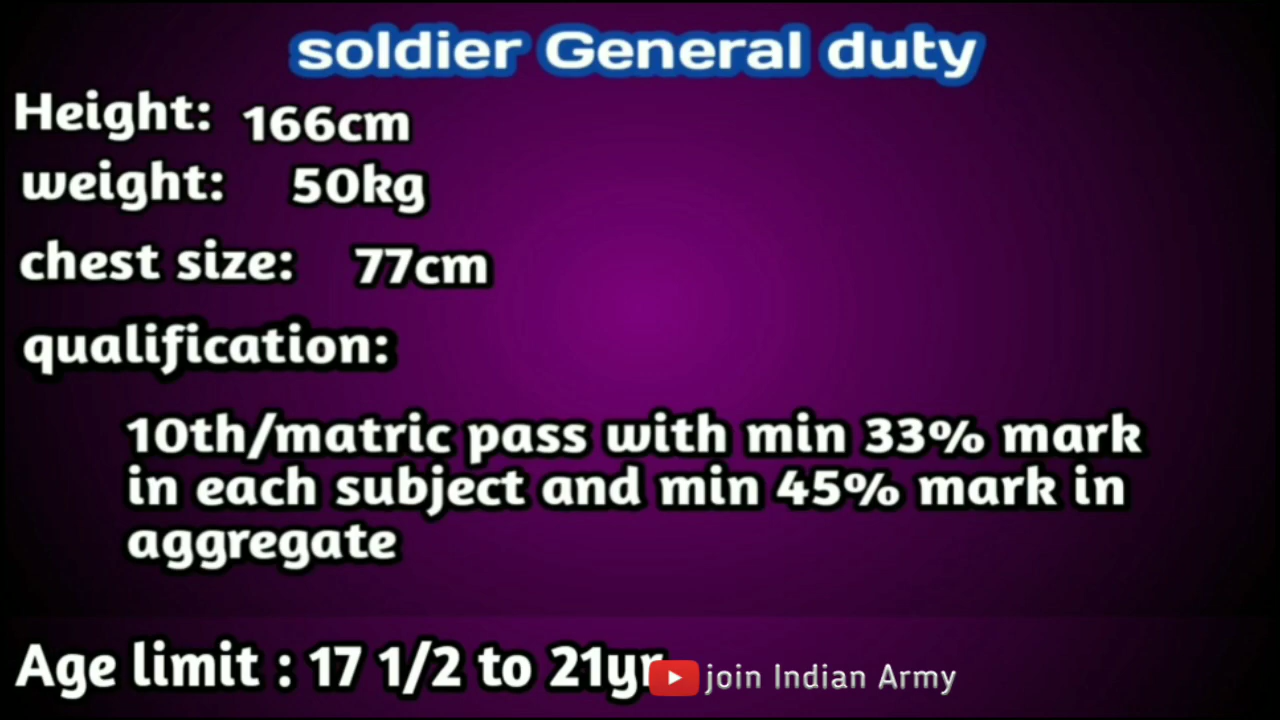 soldier General duty
Height: 166cm
weight: 50kg
chest size: 77cm
qualification:
10th/matric pass with min 33% mark
in each subject and min 45% mark in
aggregate
Age limit : 17 1/2 to 21yr
join Indian Army